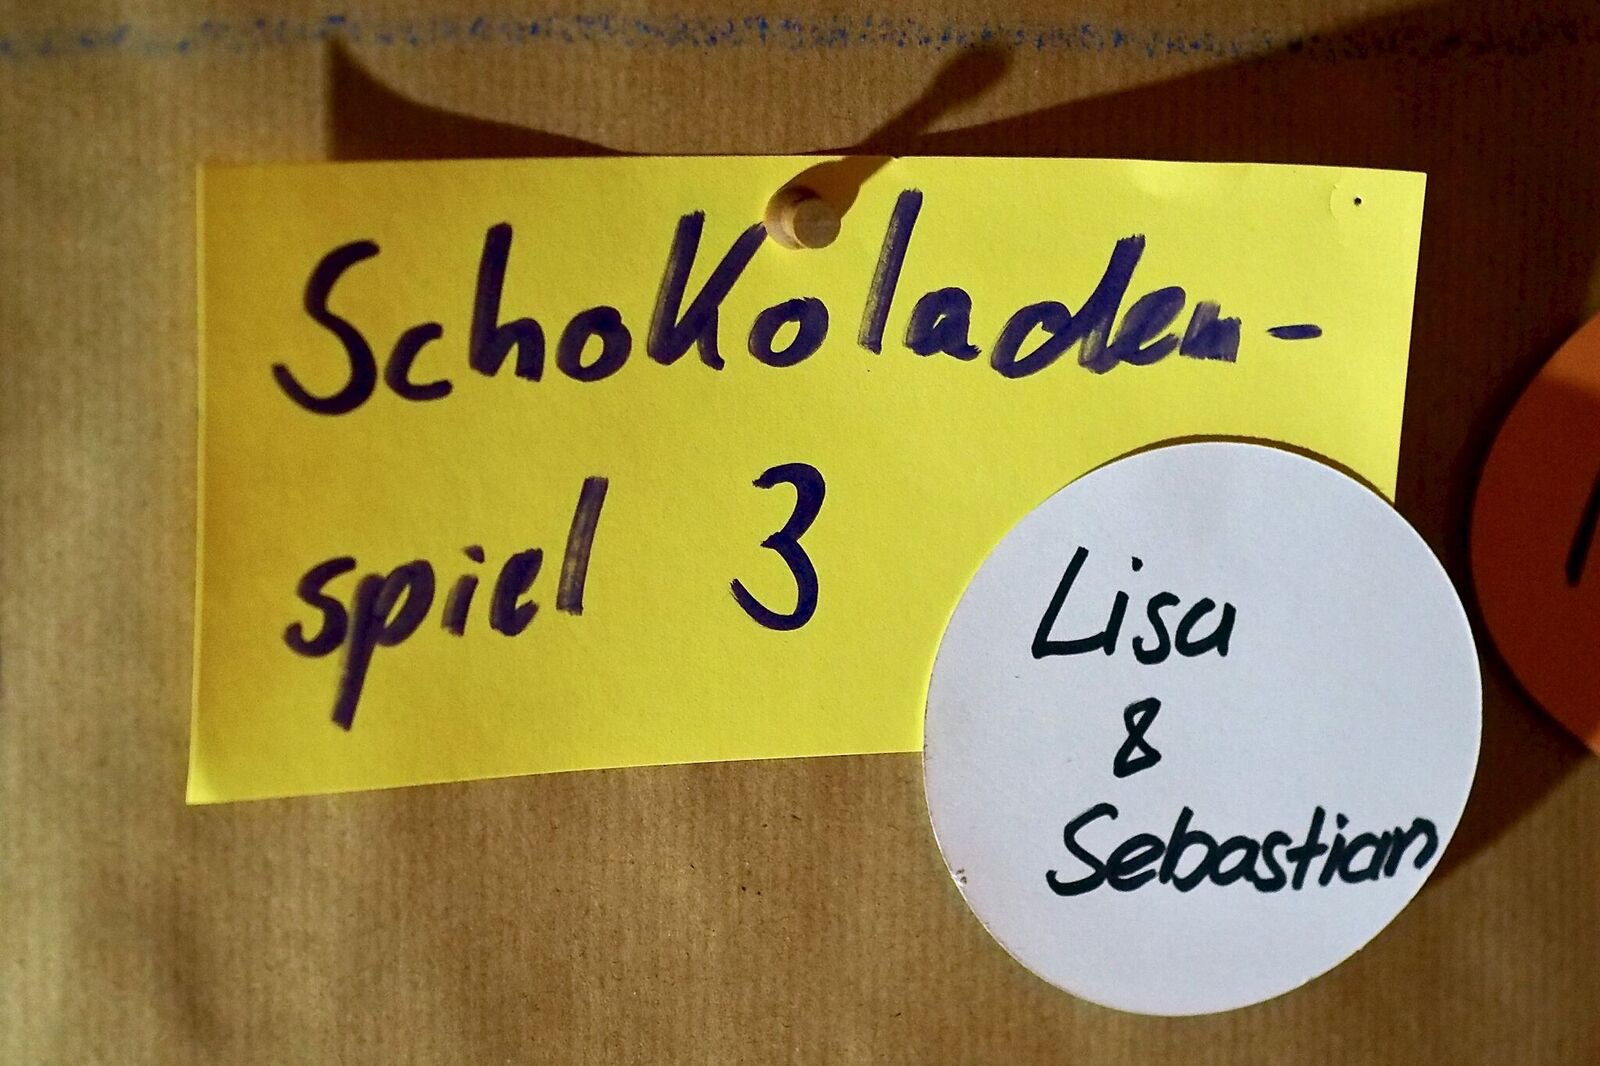 Schokoladen-
spiel 3
Lisa
&
Sebastian